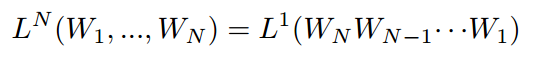 L^N(W_1, ..., W_N) = L^1(W_N W_{N−1} ··· W_1)